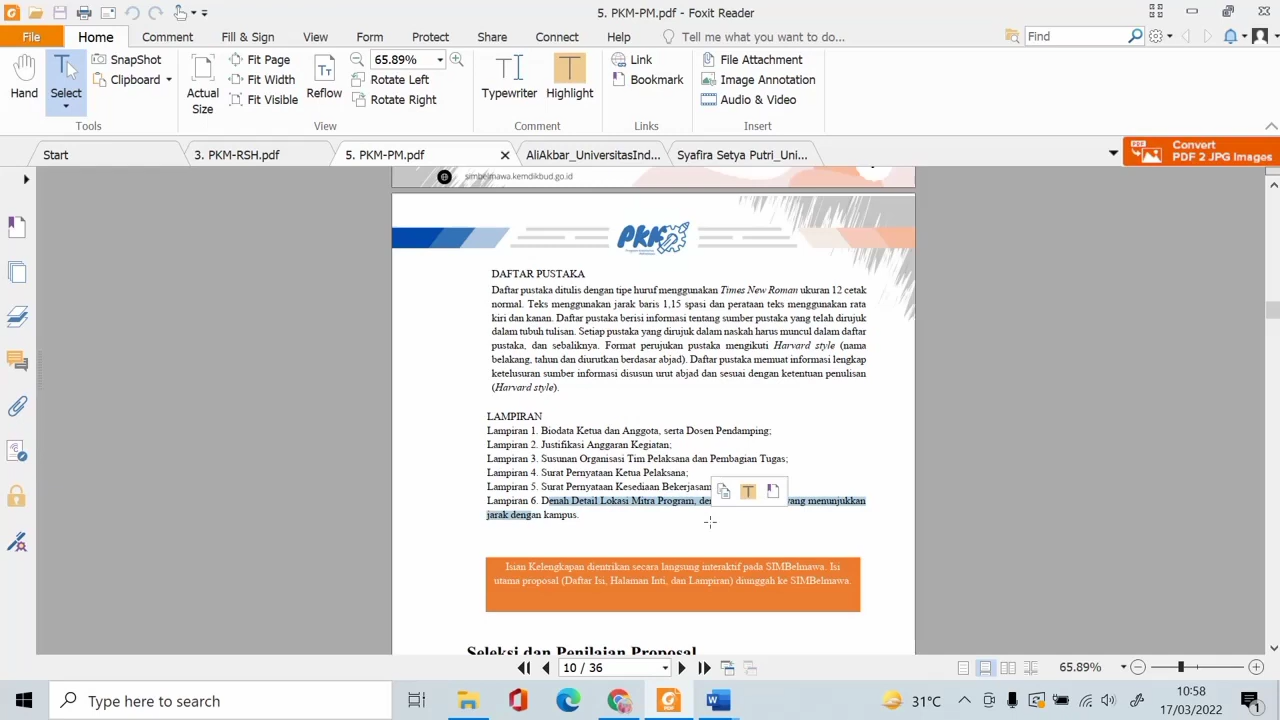 5. PKM-PM.pdf - Foxit Reader
File Home Comment Fill & Sign View Form Protect Share Connect Help Tell me what you want to do... Find
Hand
Select
SnapShot
Clipboard
Tools
Actual Size
Fit Page
Fit Width
Fit Visible
Reflow
65.89%
Rotate Left
Rotate Right
View
Typewriter
Highlight
Comment
Link
Bookmark
Links
File Attachment
Image Annotation
Audio & Video
Insert
Start 3. PKM-RSH.pdf 5. PKM-PM.pdf AliAkbar_UniversitasInd... Syafira Setya Putri_Uni...
Convert
PDF 2 JPG Images
simbelmawa.kemdikbud.go.id
PKM
DAFTAR PUSTAKA
Daftar pustaka ditulis dengan tipe huruf menggunakan Times New Roman ukuran 12 cetak
normal. Teks menggunakan jarak baris 1,15 spasi dan perataan teks menggunakan rata
kiri dan kanan. Daftar pustaka berisi informasi tentang sumber pustaka yang telah dirujuk
dalam tubuh tulisan. Setiap pustaka yang dirujuk dalam naskah harus muncul dalam daftar
pustaka, dan sebaliknya. Format perujukan pustaka mengikuti Harvard style (nama
belakang, tahun dan diurutkan berdasar abjad). Daftar pustaka memuat informasi lengkap
ketelusuran sumber informasi disusun urut abjad dan sesuai dengan ketentuan penulisan
(Harvard style).
LAMPIRAN
Lampiran 1. Biodata Ketua dan Anggota, serta Dosen Pendamping;
Lampiran 2. Justifikasi Anggaran Kegiatan;
Lampiran 3. Susunan Organisasi Tim Pelaksana dan Pembagian Tugas;
Lampiran 4. Surat Pernyataan Ketua Pelaksana;
Lampiran 5. Surat Pernyataan Kesediaan Bekerjasam
Lampiran 6. Denah Detail Lokasi Mitra Program, yang menunjukkan
jarak dengan kampus.
Isian Kelengkapan dientrikan secara langsung interaktif pada SIMBelmawa. Isi
utama proposal (Daftar Isi, Halaman Inti, dan Lampiran) diunggah ke SIMBelmawa.
Seleksi dan Penilaian Proposal
10 / 36
65.89%
Type here to search
31°C
10:58
17/03/2022
1